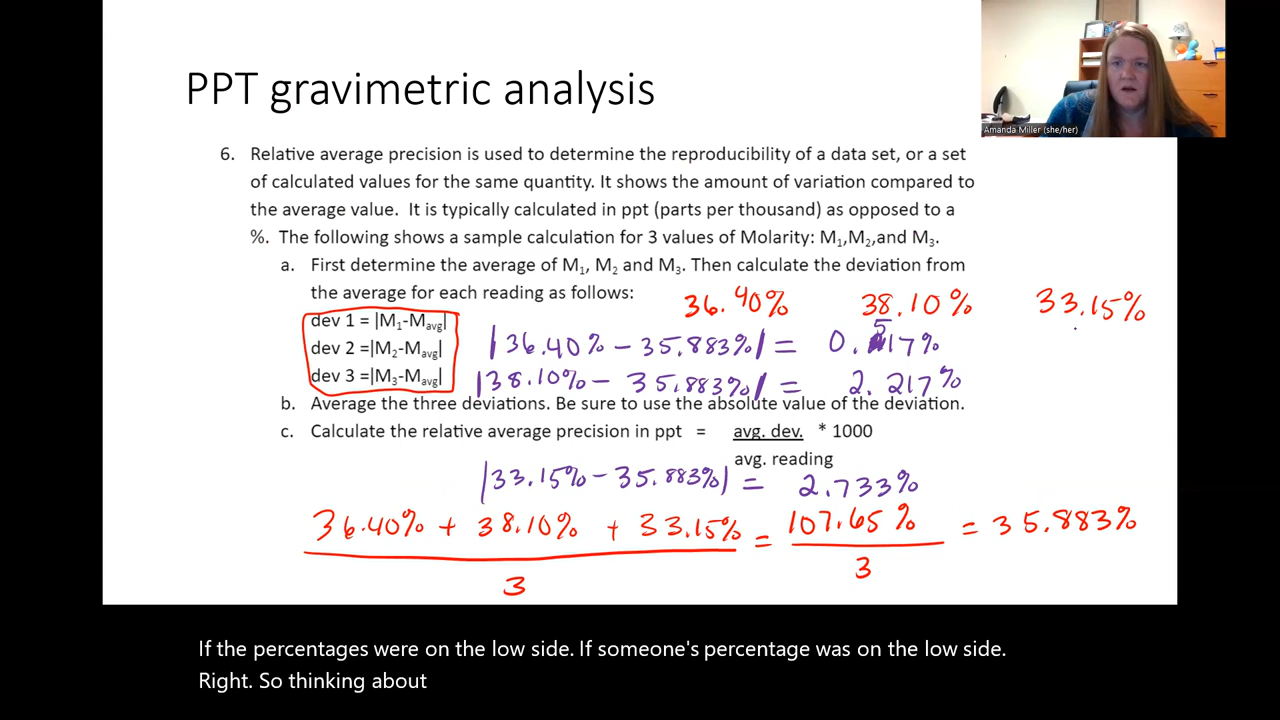 PPT gravimetric analysis
Amanda Miller (she/her)
6. Relative average precision is used to determine the reproducibility of a data set, or a set
of calculated values for the same quantity. It shows the amount of variation compared to
the average value. It is typically calculated in ppt (parts per thousand) as opposed to a
%. The following shows a sample calculation for 3 values of Molarity: M₁,M₂,and M₃.
a. First determine the average of M₁, M₂ and M₃. Then calculate the deviation from
the average for each reading as follows:
36.40% 38.10% 33.15%
dev 1 = |M₁-Mavg|
|36.40% - 35.883%| = 0.517%
dev 2 =|M₂-Mavg|
dev 3 =|M₃-Mavg|
|38.10% - 35.883%| = 2.217%
b. Average the three deviations. Be sure to use the absolute value of the deviation.
c. Calculate the relative average precision in ppt = avg. dev. * 1000
avg. reading
|33.15% - 35.883%| = 2.733%
36.40% + 38.10% + 33.15% = 107.65% = 35.883%
3 3
If the percentages were on the low side. If someone's percentage was on the low side.
Right. So thinking about